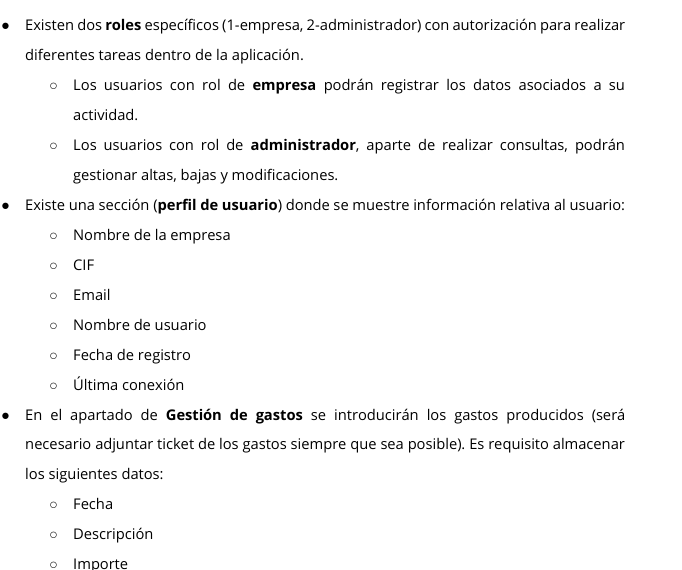 ● Existen dos roles específicos (1-empresa, 2-administrador) con autorización para realizar
diferentes tareas dentro de la aplicación.
○ Los usuarios con rol de empresa podrán registrar los datos asociados a su
actividad.
○ Los usuarios con rol de administrador, aparte de realizar consultas, podrán
gestionar altas, bajas y modificaciones.
● Existe una sección (perfil de usuario) donde se muestre información relativa al usuario:
○ Nombre de la empresa
○ CIF
○ Email
○ Nombre de usuario
○ Fecha de registro
○ Última conexión
● En el apartado de Gestión de gastos se introducirán los gastos producidos (será
necesario adjuntar ticket de los gastos siempre que sea posible). Es requisito almacenar
los siguientes datos:
○ Fecha
○ Descripción
○ Importe